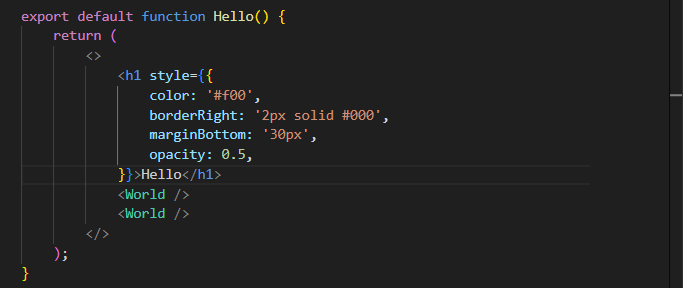 export default function Hello() {
    return (
        <>
            <h1 style={{
                color: '#f00',
                borderRight: '2px solid #000',
                marginBottom: '30px',
                opacity: 0.5,
            }}>Hello</h1>
            <World />
            <World />
        </>
    );
}